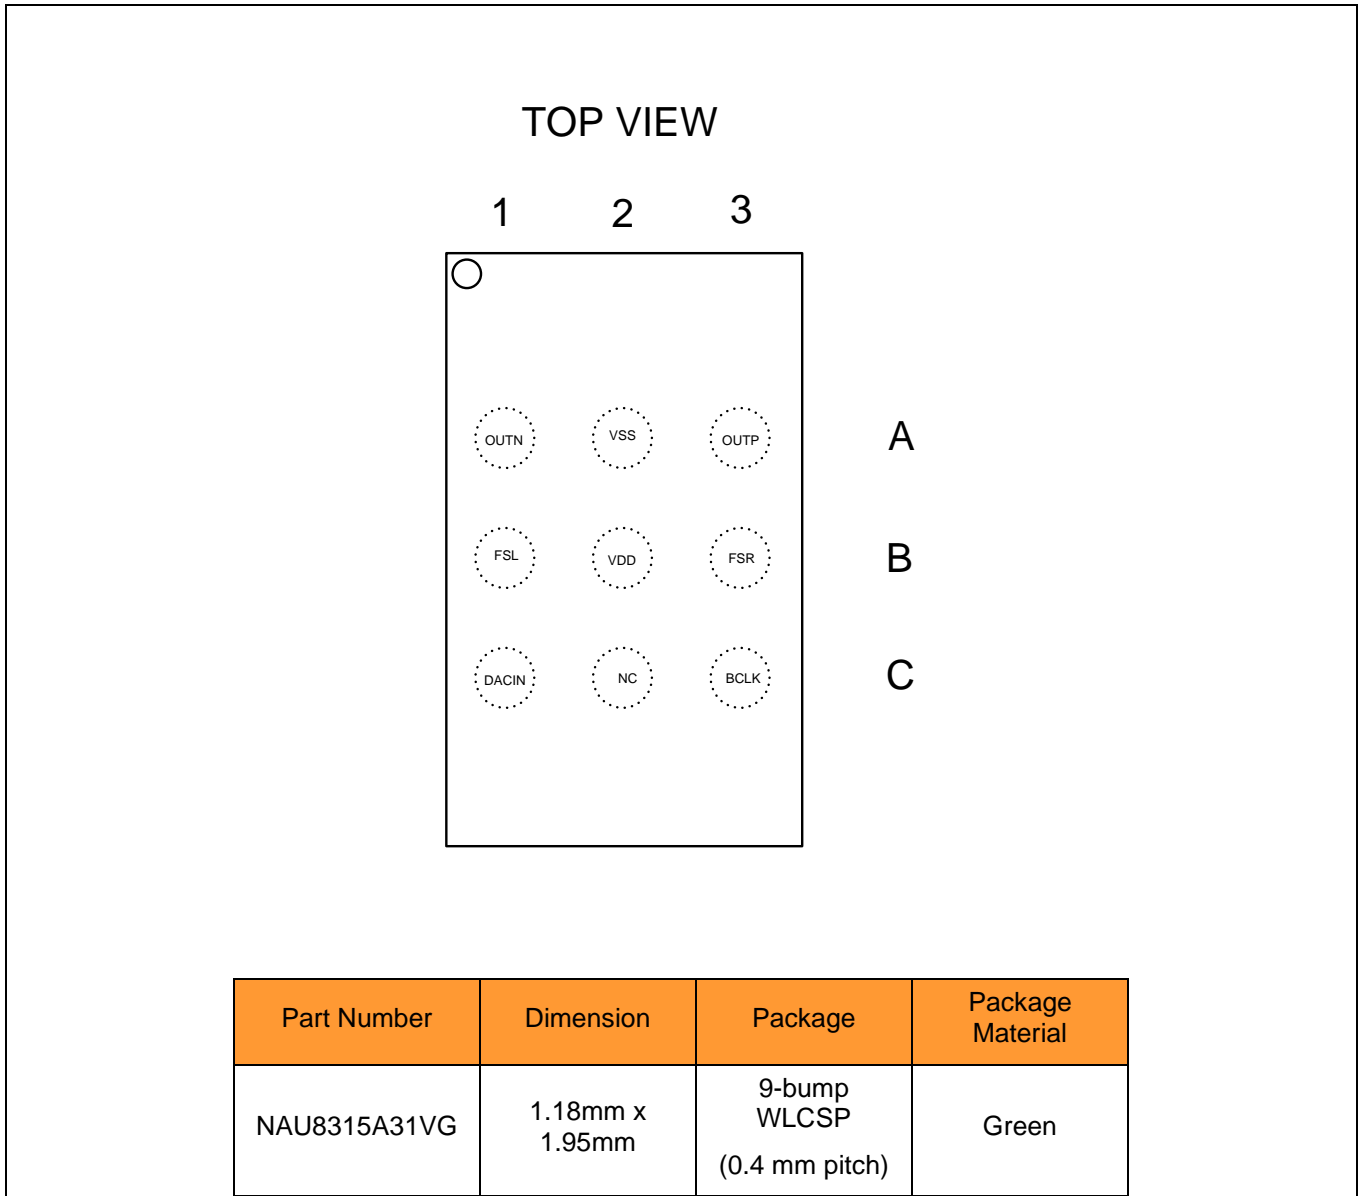 TOP VIEW
1 2 3
OUTN VSS OUTP A
FSL VDD FSR B
DACIN NC BCLK C
Part Number Dimension Package Package
Material
NAU8315A31VG 1.18mm x
1.95mm 9-bump
WLCSP
(0.4 mm pitch) Green